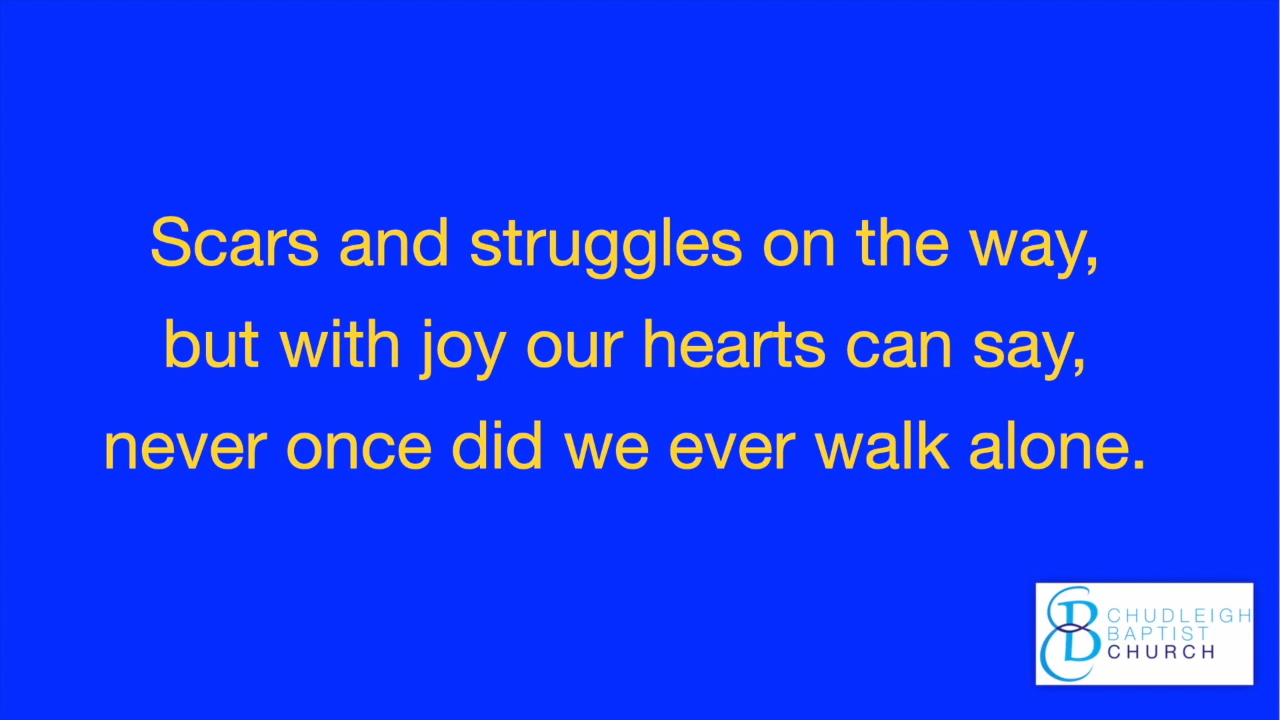 Scars and struggles on the way,
but with joy our hearts can say,
never once did we ever walk alone.
CHUDLEIGH
BAPTIST
CHURCH